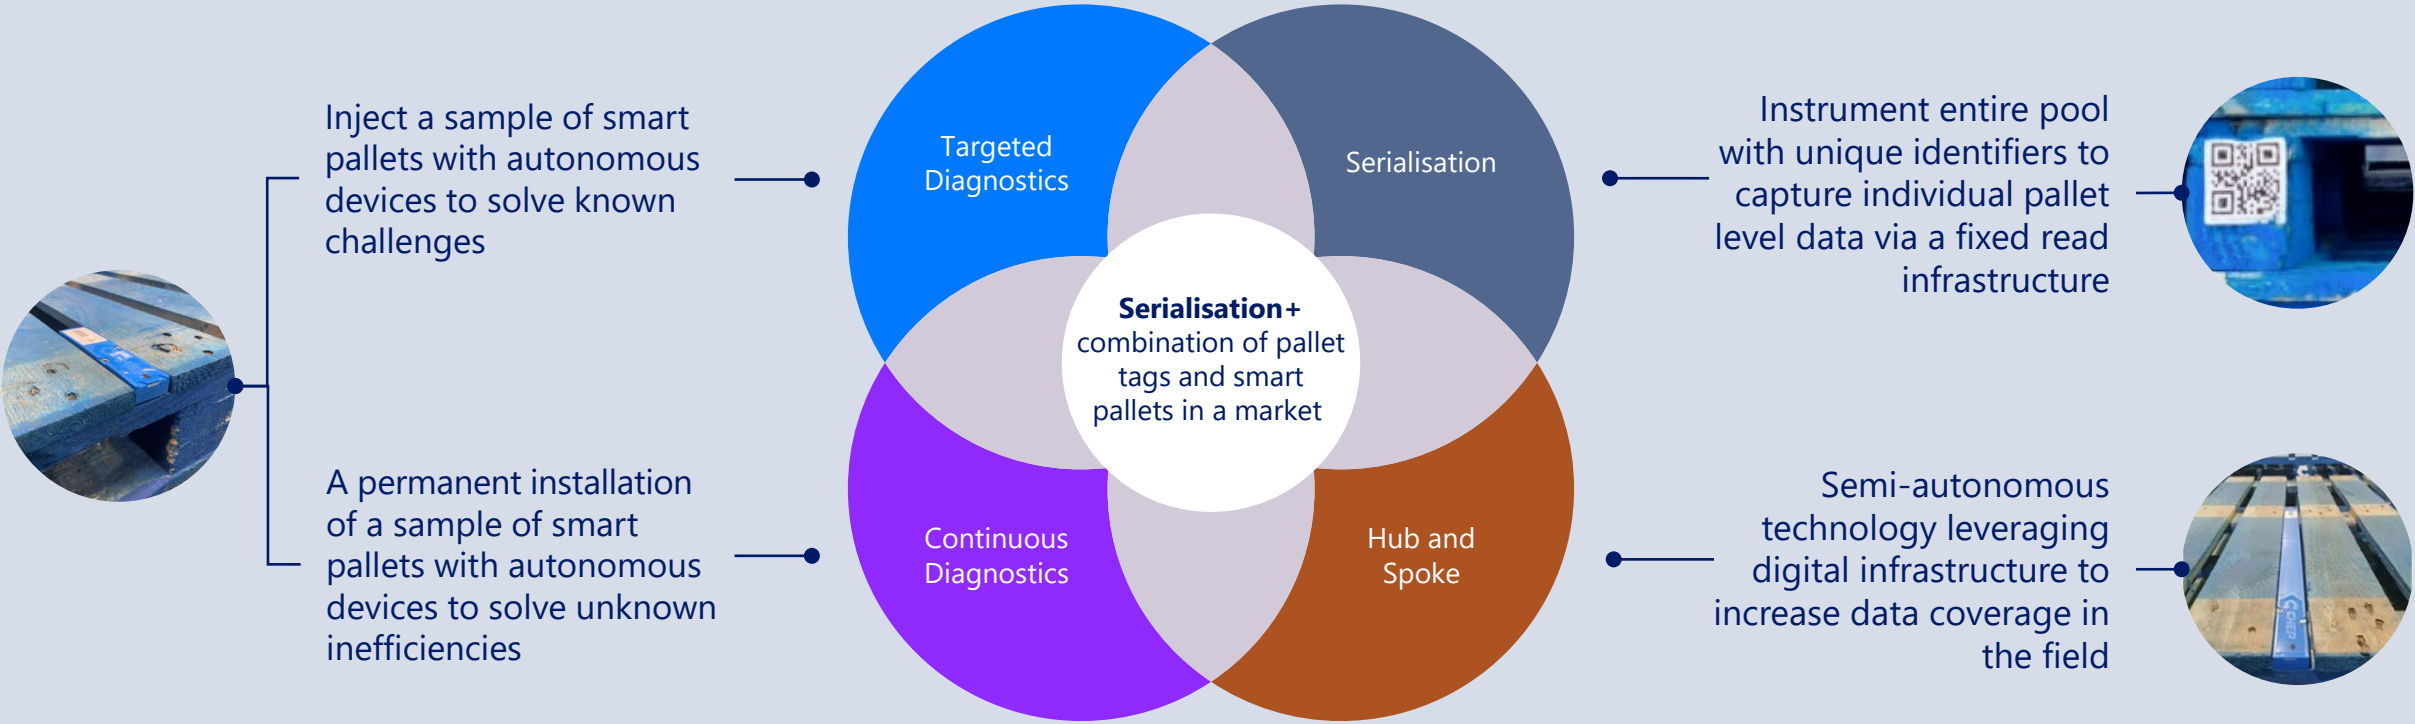 Inject a sample of smart
pallets with autonomous
devices to solve known
challenges
A permanent installation
of a sample of smart
pallets with autonomous
devices to solve unknown
inefficiencies
Targeted
Diagnostics
Serialisation
Serialisation+
combination of pallet
tags and smart
pallets in a market
Continuous
Diagnostics
Hub and
Spoke
Instrument entire pool
with unique identifiers to
capture individual pallet
level data via a fixed read
infrastructure
Semi-autonomous
technology leveraging
digital infrastructure to
increase data coverage in
the field
CHEP